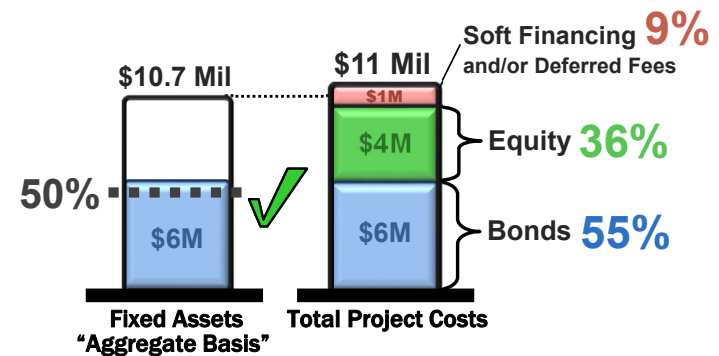 Soft Financing 9%
and/or Deferred Fees
$10.7 Mil
$11 Mil
$1M
$4M
Equity 36%
50%
$6M
$6M
Bonds 55%
Fixed Assets
“Aggregate Basis”
Total Project Costs